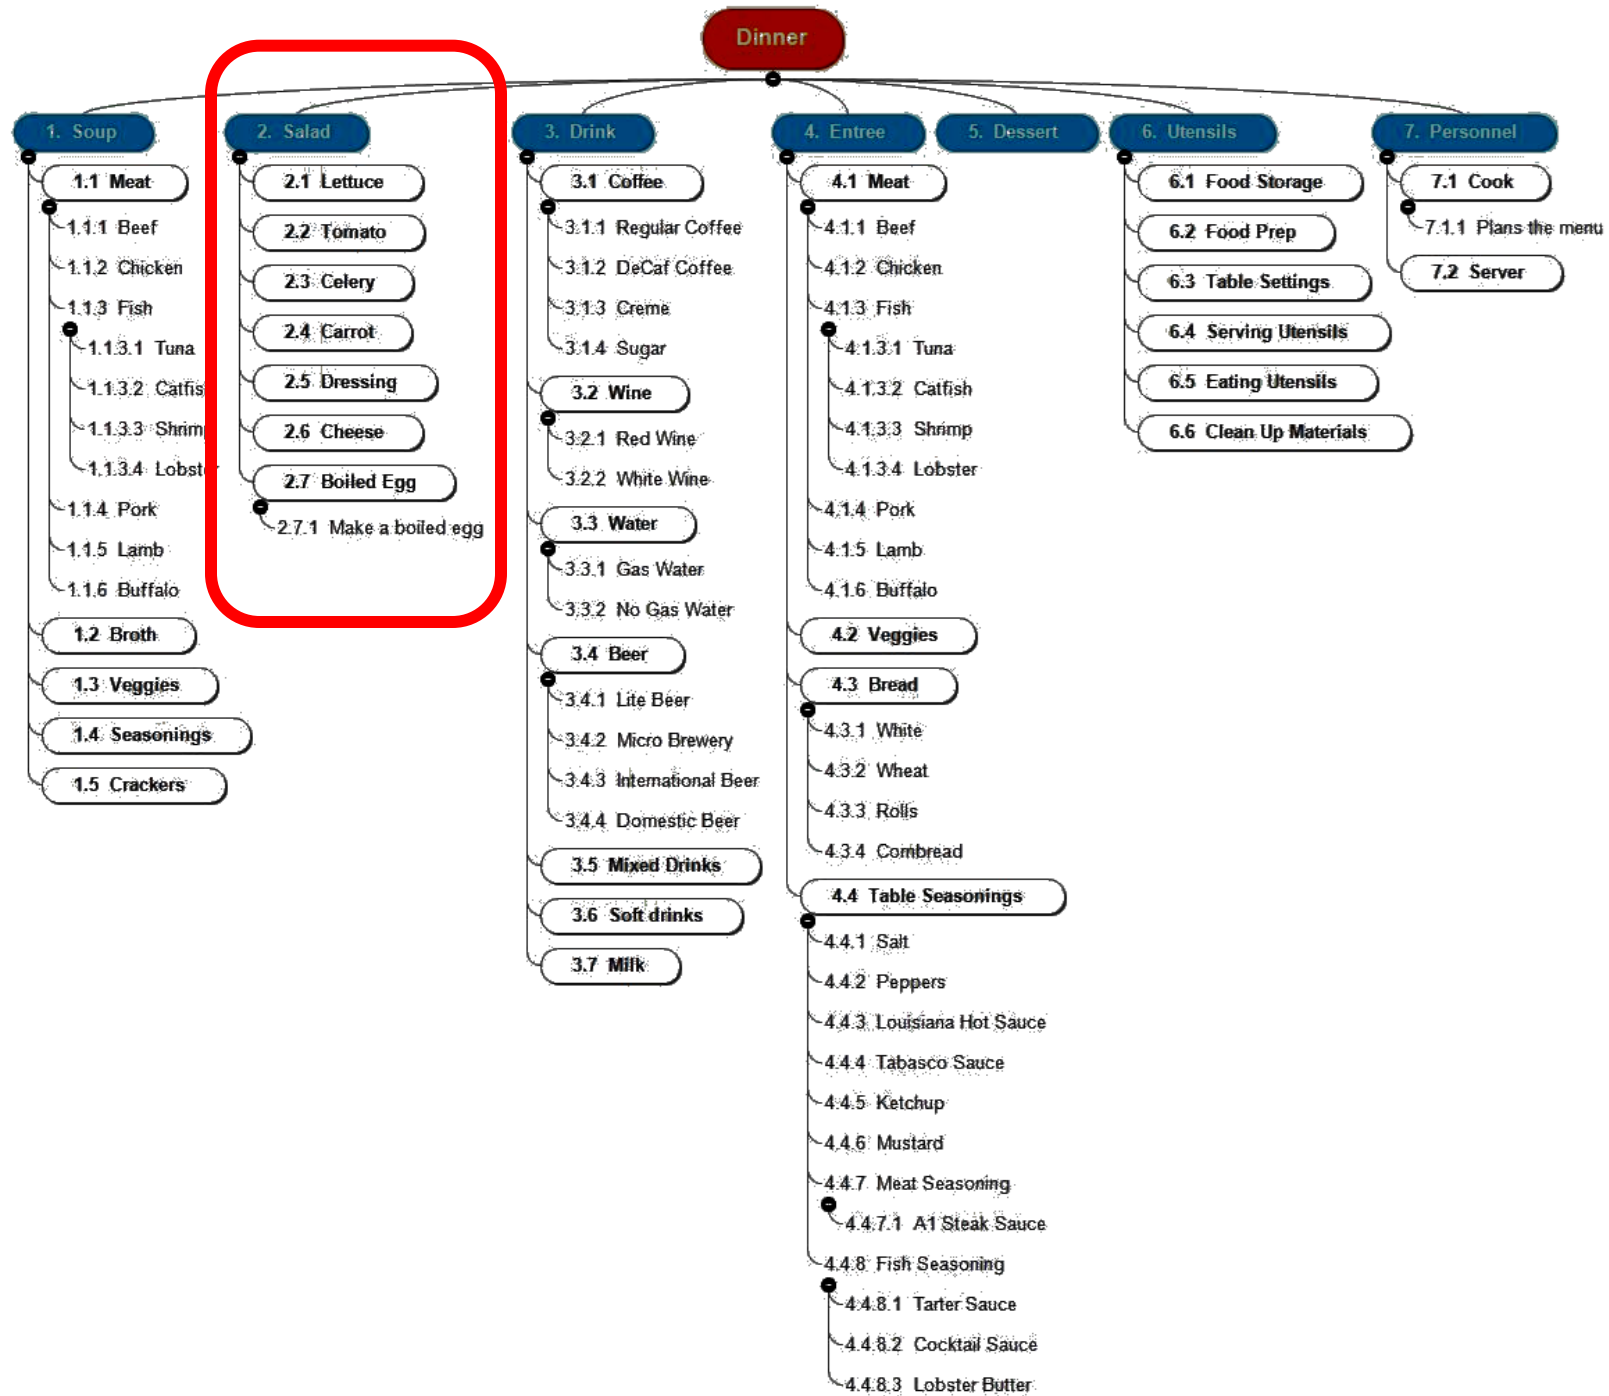 Dinner
1. Soup
1.1 Meat
1.1.1 Beef
1.1.2 Chicken
1.1.3 Fish
1.1.3.1 Tuna
1.1.3.2 Catfis
1.1.3.3 Shrim
1.1.3.4 Lobster
1.1.4 Pork
1.1.5 Lamb
1.1.6 Buffalo
1.2 Broth
1.3 Veggies
1.4 Seasonings
1.5 Crackers
2. Salad
2.1 Lettuce
2.2 Tomato
2.3 Celery
2.4 Carrot
2.5 Dressing
2.6 Cheese
2.7 Boiled Egg
2.7.1 Make a boiled egg
3. Drink
3.1 Coffee
3.1.1 Regular Coffee
3.1.2 DeCaf Coffee
3.1.3 Creme
3.1.4 Sugar
3.2 Wine
3.2.1 Red Wine
3.2.2 White Wine
3.3 Water
3.3.1 Gas Water
3.3.2 No Gas Water
3.4 Beer
3.4.1 Lite Beer
3.4.2 Micro Brewery
3.4.3 International Beer
3.4.4 Domestic Beer
3.5 Mixed Drinks
3.6 Soft drinks
3.7 Milk
4. Entree
4.1 Meat
4.1.1 Beef
4.1.2 Chicken
4.1.3 Fish
4.1.3.1 Tuna
4.1.3.2 Catfish
4.1.3.3 Shrimp
4.1.3.4 Lobster
4.1.4 Pork
4.1.5 Lamb
4.1.6 Buffalo
4.2 Veggies
4.3 Bread
4.3.1 White
4.3.2 Wheat
4.3.3 Rolls
4.3.4 Cornbread
4.4 Table Seasonings
4.4.1 Salt
4.4.2 Peppers
4.4.3 Louisiana Hot Sauce
4.4.4 Tabasco Sauce
4.4.5 Ketchup
4.4.6 Mustard
4.4.7 Meat Seasoning
4.4.7.1 A1 Steak Sauce
4.4.8 Fish Seasoning
4.4.8.1 Tarter Sauce
4.4.8.2 Cocktail Sauce
4.4.8.3 Lobster Butter
5. Dessert
6. Utensils
6.1 Food Storage
6.2 Food Prep
6.3 Table Settings
6.4 Serving Utensils
6.5 Eating Utensils
6.6 Clean Up Materials
7. Personnel
7.1 Cook
7.1.1 Plans the menu
7.2 Server